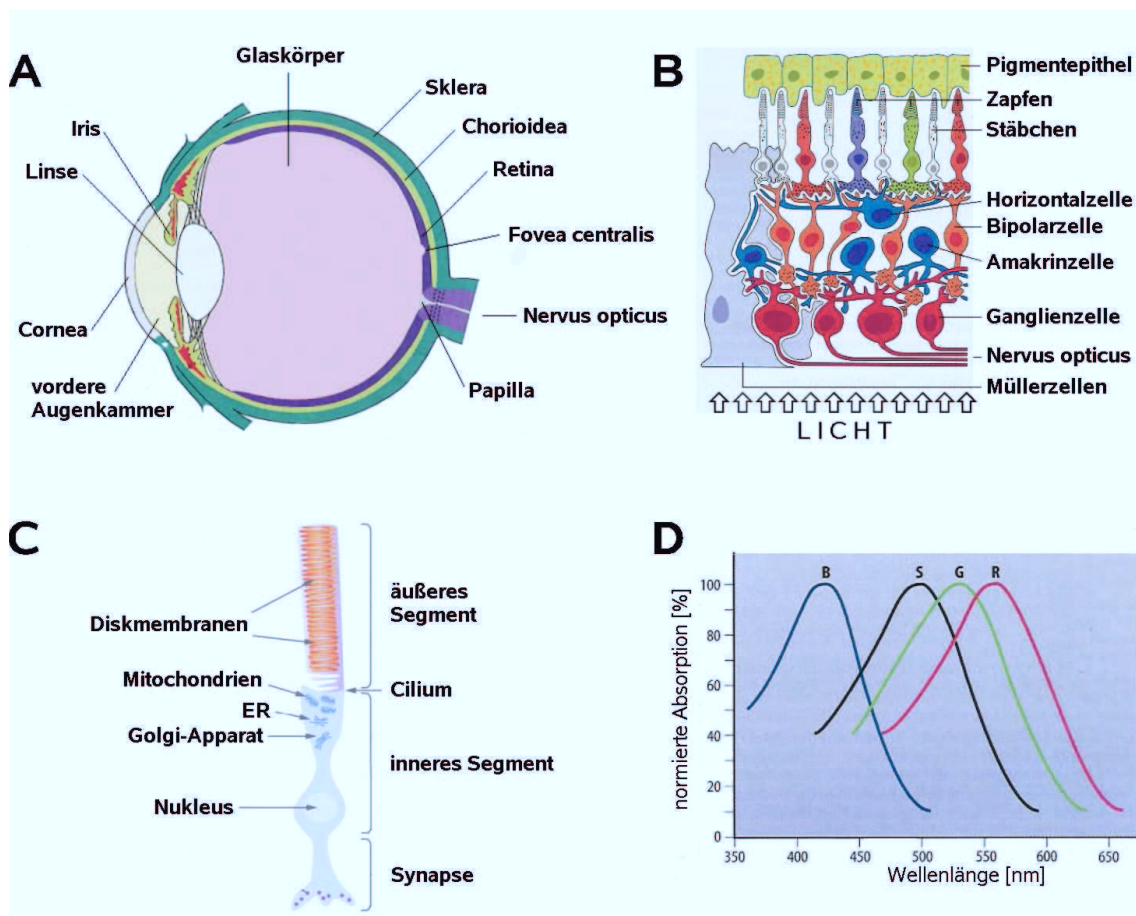 A
Glaskörper
Sklera
Iris
Chorioidea
Linse
Retina
Fovea centralis
Cornea
Nervus opticus
vordere
Augenkammer
Papilla
B
Pigmentepithel
Zapfen
Stäbchen
Horizontalzelle
Bipolarzelle
Amakrinzelle
Ganglienzelle
Nervus opticus
Müllerzellen
LICHT
C
äußeres
Segment
Diskmembranen
Mitochondrien
Cilium
ER
Golgi-Apparat
inneres Segment
Nukleus
Synapse
D
B S G R
normierte Absorption [%]
100
80
60
40
20
0
350 400 450 500 550 600 650
Wellenlänge [nm]